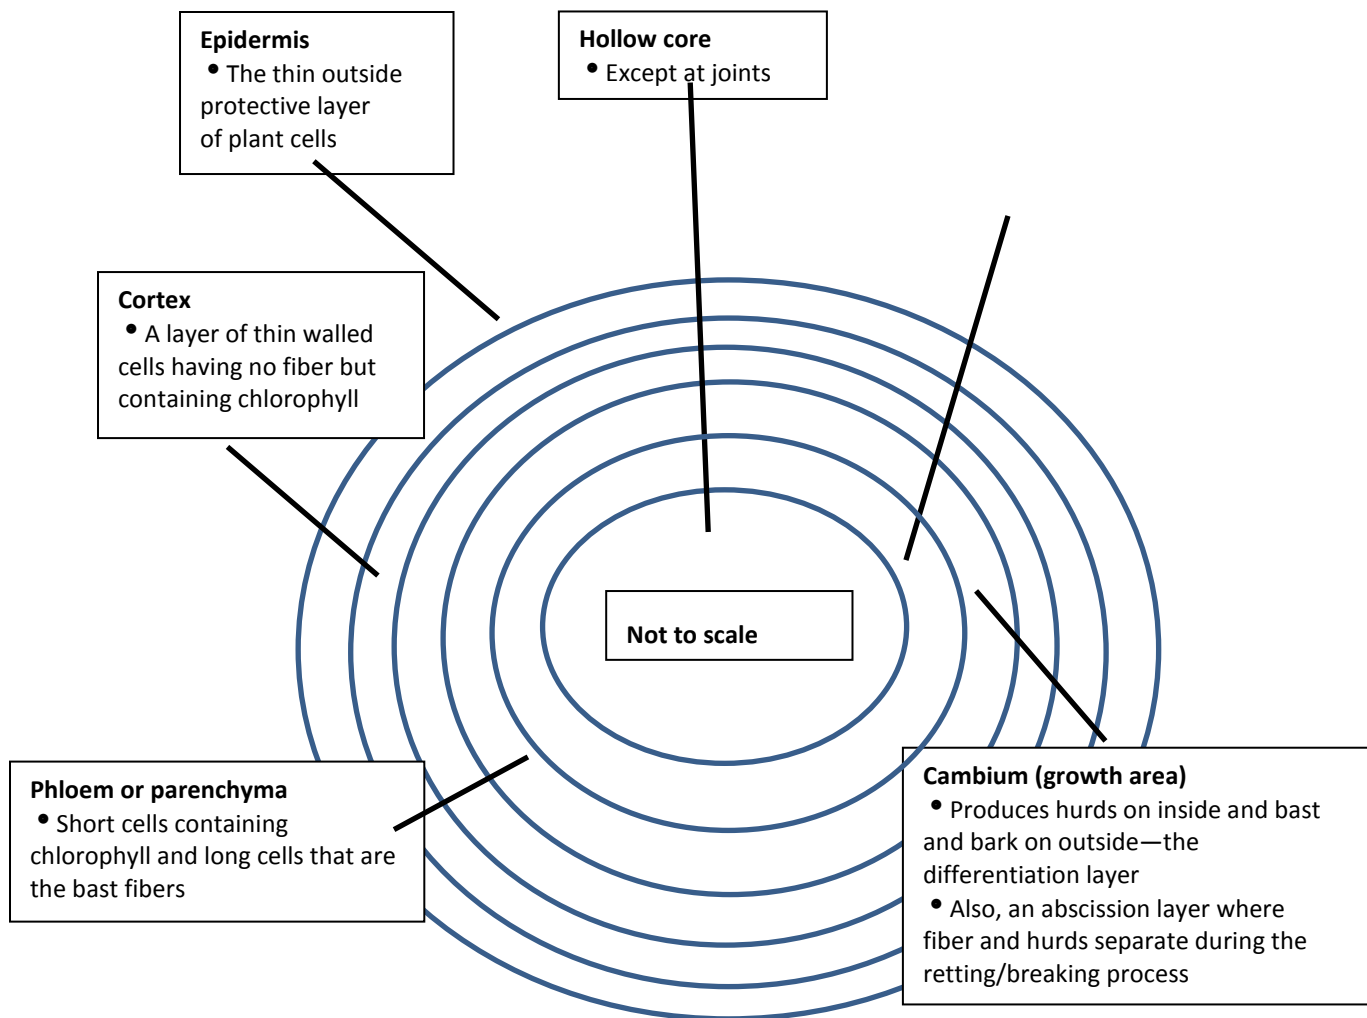 Epidermis
• The thin outside
protective layer
of plant cells
Hollow core
• Except at joints
Cortex
• A layer of thin walled
cells having no fiber but
containing chlorophyll
Not to scale
Phloem or parenchyma
• Short cells containing
chlorophyll and long cells that are
the bast fibers
Cambium (growth area)
• Produces hurds on inside and bast
and bark on outside—the
differentiation layer
• Also, an abscission layer where
fiber and hurds separate during the
retting/breaking process